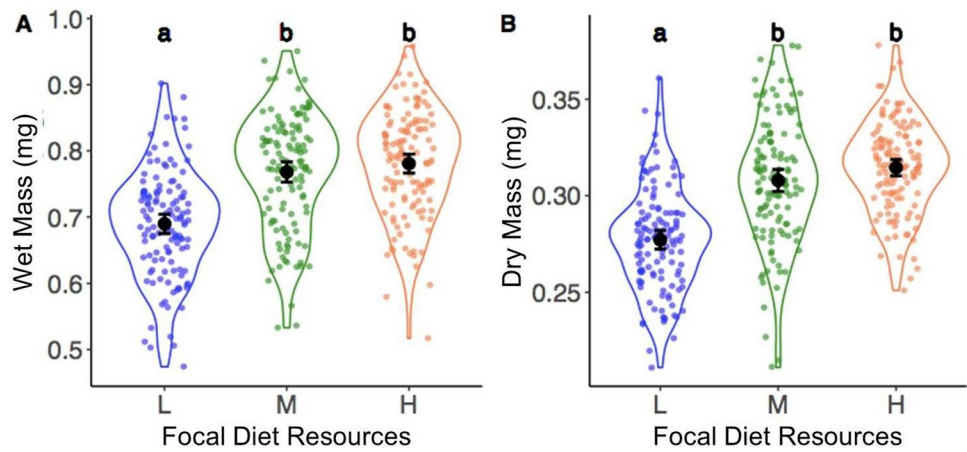 A
a
b
b
1.0
0.9
0.8
0.7
0.6
0.5
Wet Mass (mg)
L
M
H
Focal Diet Resources
B
a
b
b
0.35
0.30
0.25
Dry Mass (mg)
L
M
H
Focal Diet Resources